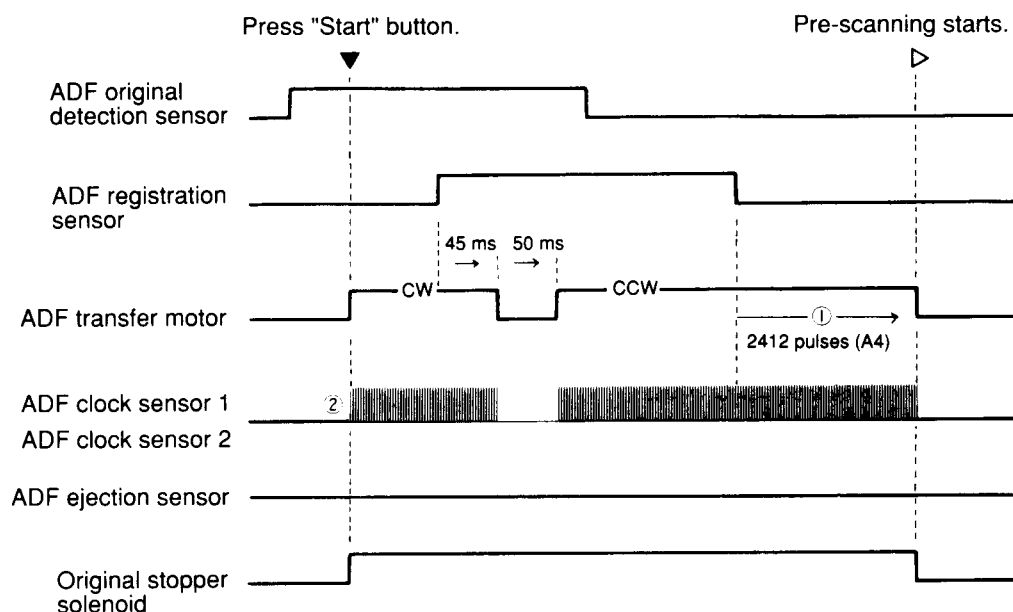 Press "Start" button.
Pre-scanning starts.
ADF original
detection sensor
ADF registration
sensor
45 ms
50 ms
CW
CCW
ADF transfer motor
①
2412 pulses (A4)
②
ADF clock sensor 1
ADF clock sensor 2
ADF ejection sensor
Original stopper
solenoid